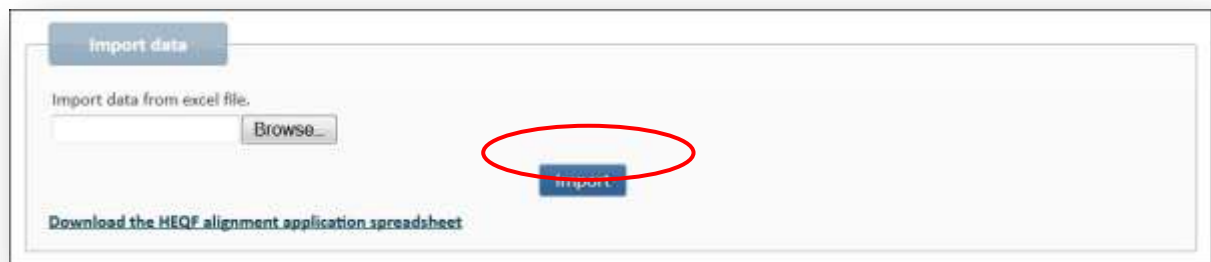 Import data
Import data from excel file.
Browse...
Import
Download the HEQF alignment application spreadsheet